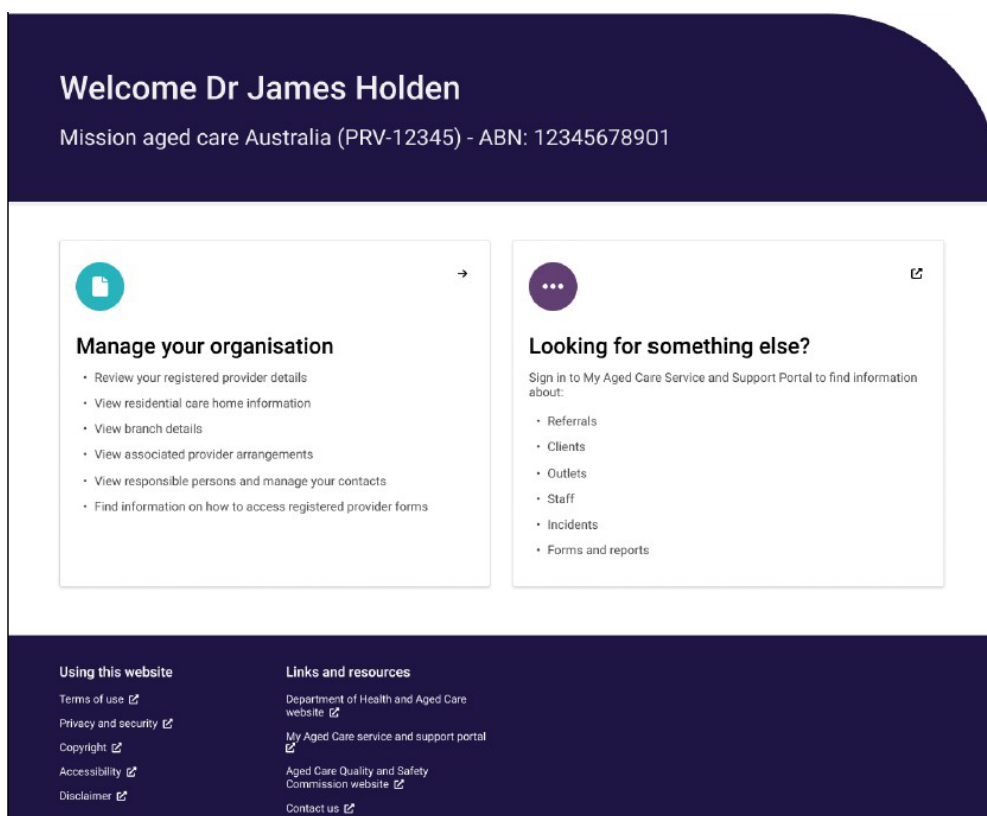 Welcome Dr James Holden
Mission aged care Australia (PRV-12345) - ABN: 12345678901
Manage your organisation
• Review your registered provider details
• View residential care home information
• View branch details
• View associated provider arrangements
• View responsible persons and manage your contacts
• Find information on how to access registered provider forms
Looking for something else?
Sign in to My Aged Care Service and Support Portal to find information
about:
• Referrals
• Clients
• Outlets
• Staff
• Incidents
• Forms and reports
Using this website
Terms of use
Privacy and security
Copyright
Accessibility
Disclaimer
Links and resources
Department of Health and Aged Care
website
My Aged Care service and support portal
Aged Care Quality and Safety
Commission website
Contact us